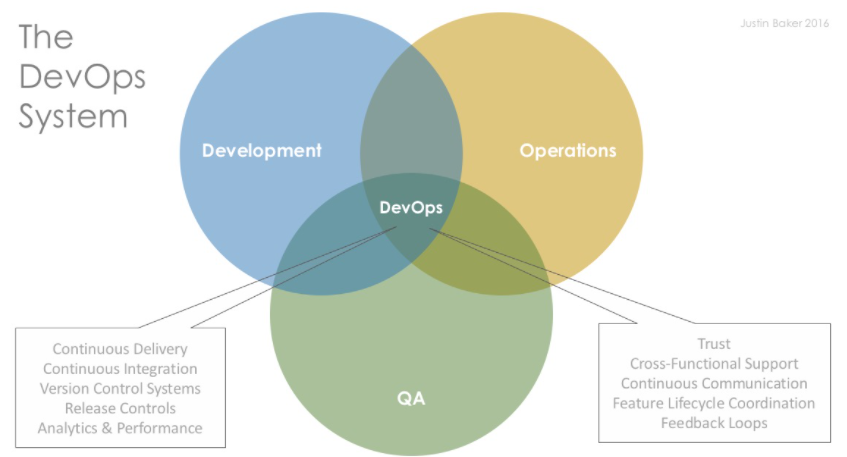 The
DevOps
System
Justin Baker 2016
Development
Operations
DevOps
QA
Continuous Delivery
Continuous Integration
Version Control Systems
Release Controls
Analytics & Performance
Trust
Cross-Functional Support
Continuous Communication
Feature Lifecycle Coordination
Feedback Loops